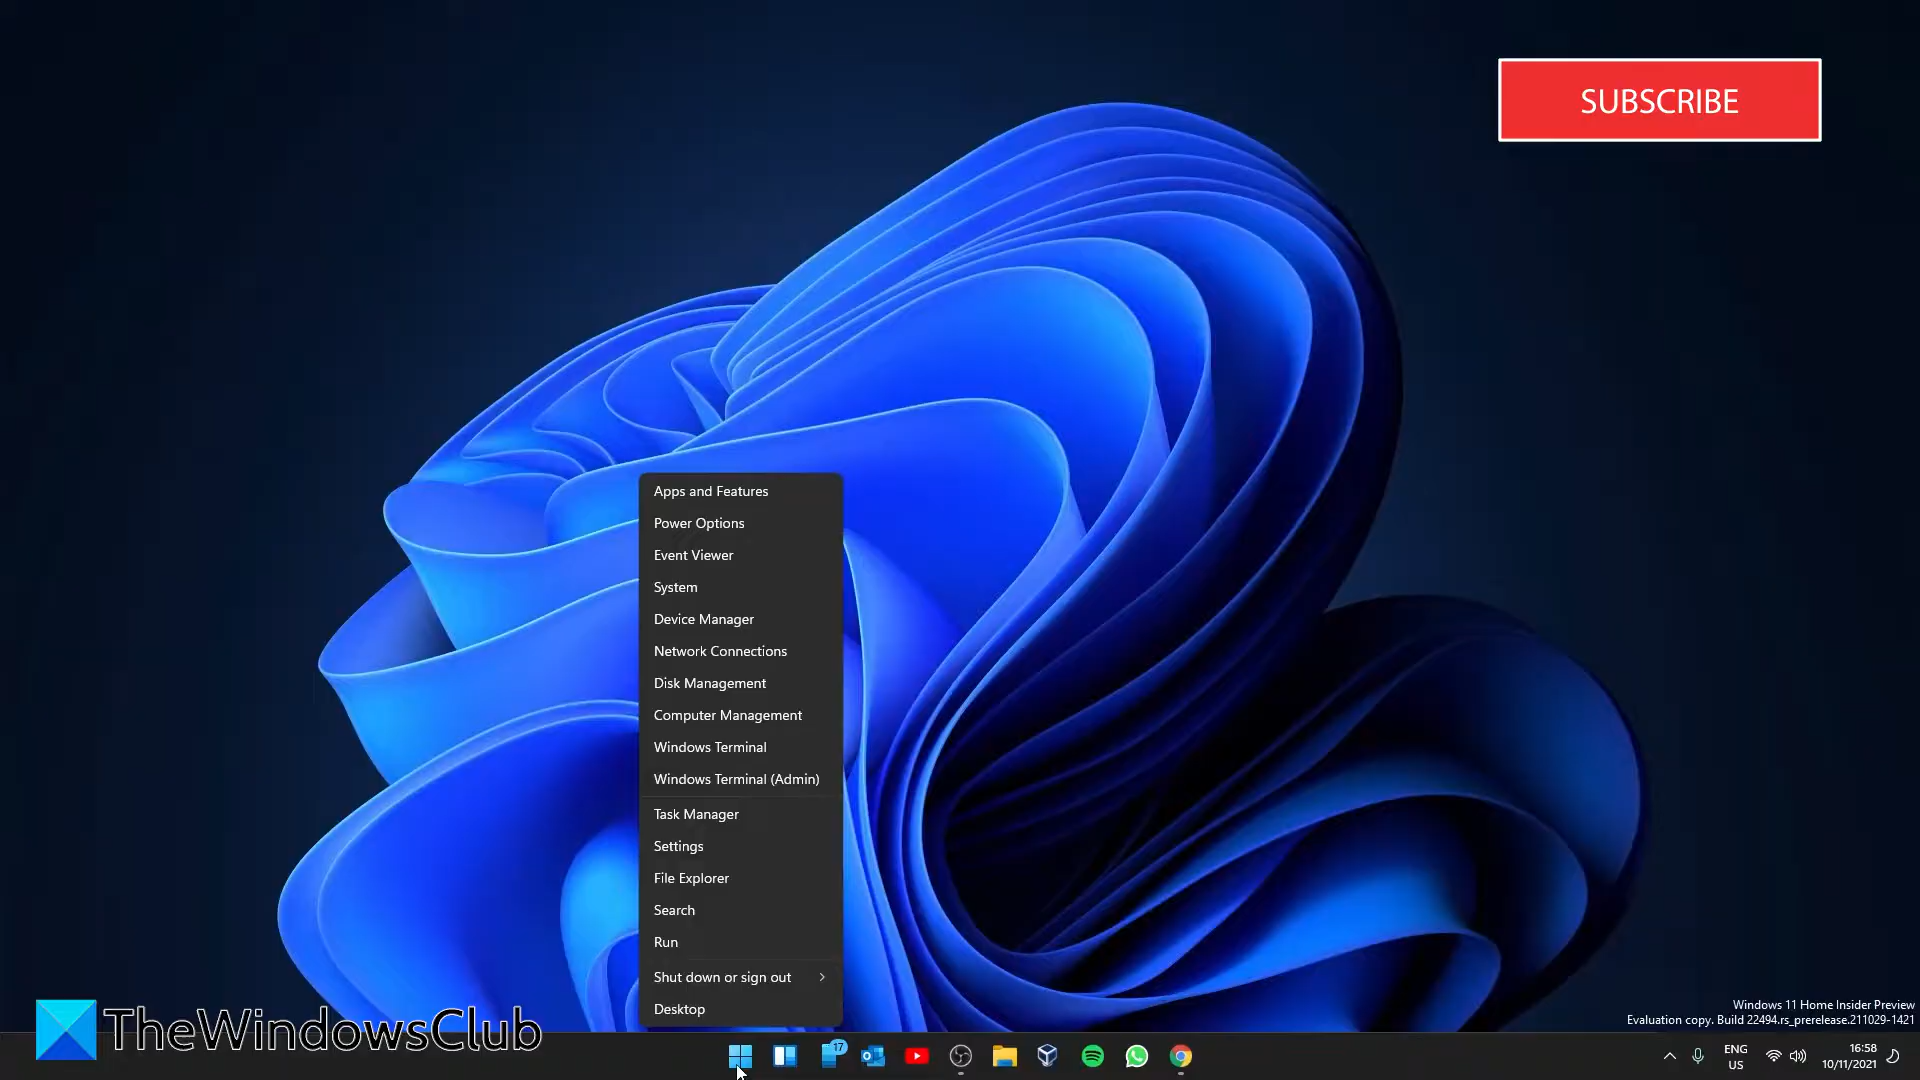 SUBSCRIBE
Apps and Features
Power Options
Event Viewer
System
Device Manager
Network Connections
Disk Management
Computer Management
Windows Terminal
Windows Terminal (Admin)
Task Manager
Settings
File Explorer
Search
Run
Shut down or sign out
Desktop
TheWindowsClub
Windows 11 Home Insider Preview
Evaluation copy. Build 22494.rs_prerelease.211029-1421
17
ENG
US
16:58
10/11/2021